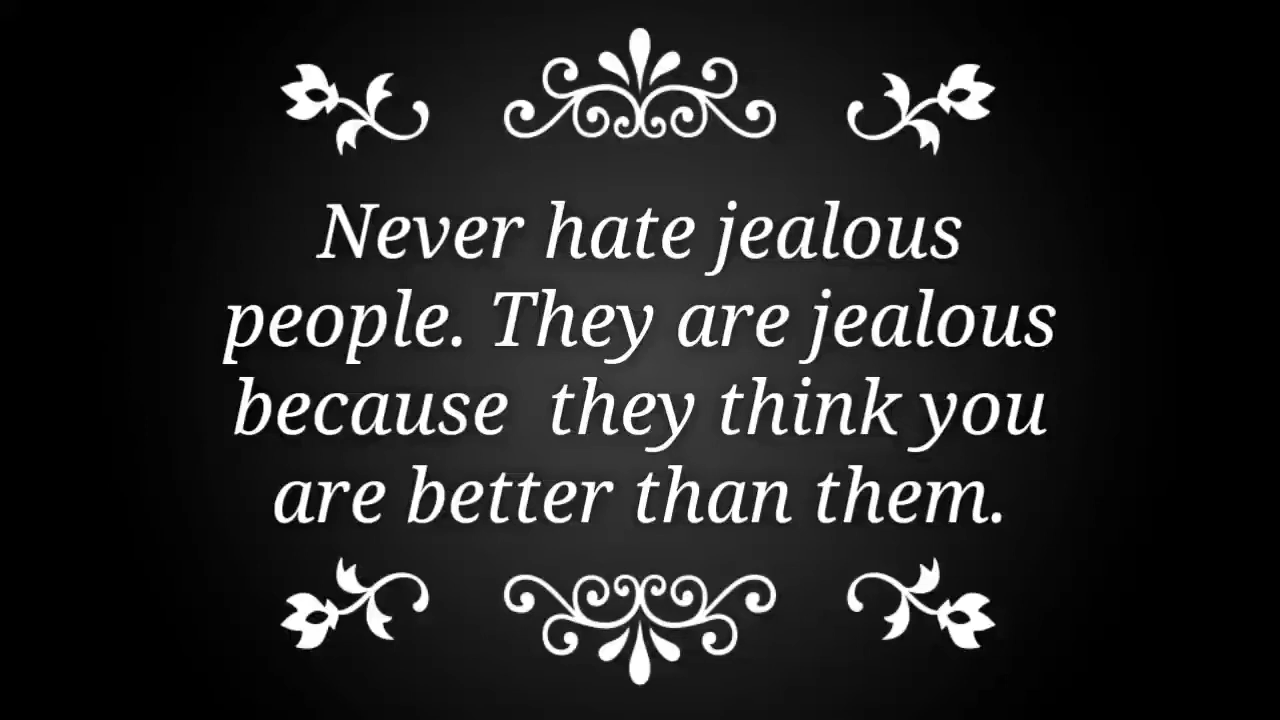 Never hate jealous
people. They are jealous
because  they think you
are better than them.